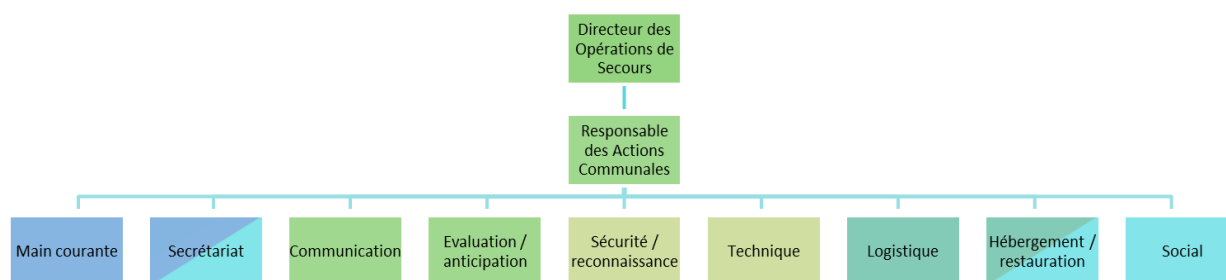 Directeur des
Opérations de
Secours
Responsable
des Actions
Communales
Main courante
Secrétariat
Communication
Evaluation /
anticipation
Sécurité /
reconnaissance
Technique
Logistique
Hébergement /
restauration
Social